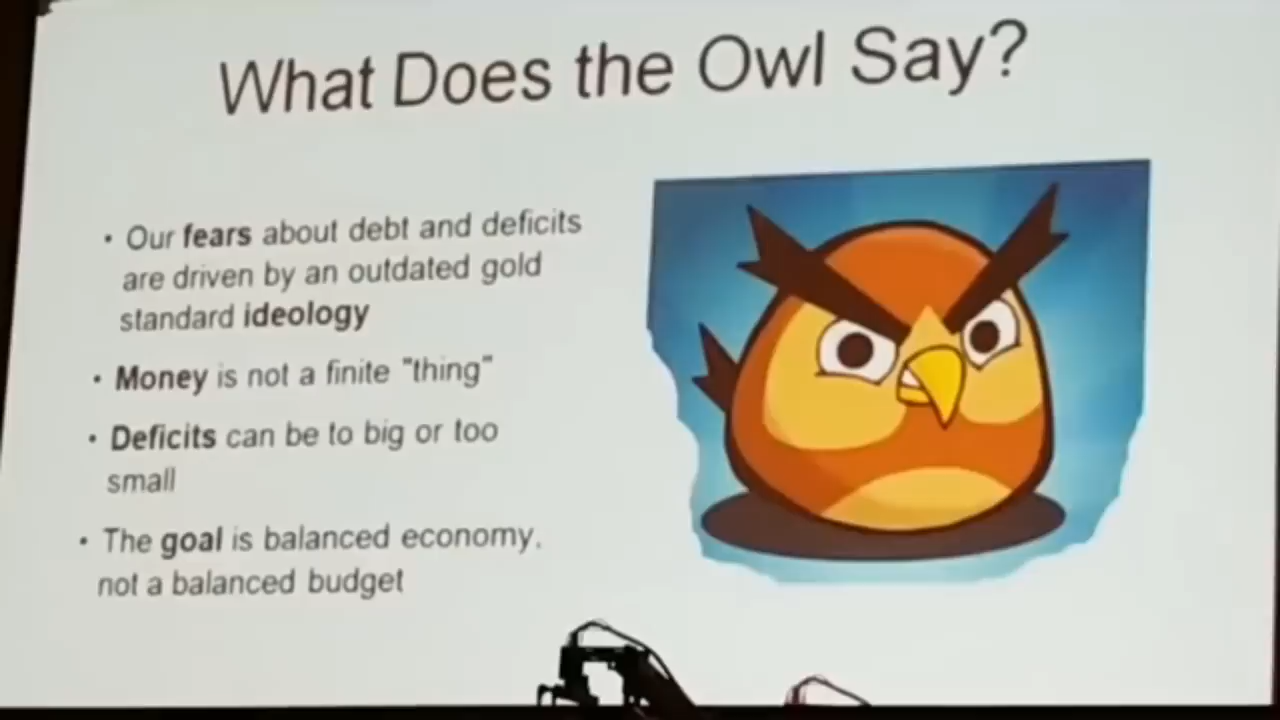 What Does the Owl Say?
• Our fears about debt and deficits
are driven by an outdated gold
standard ideology
• Money is not a finite "thing"
• Deficits can be to big or too
small
• The goal is balanced economy,
not a balanced budget